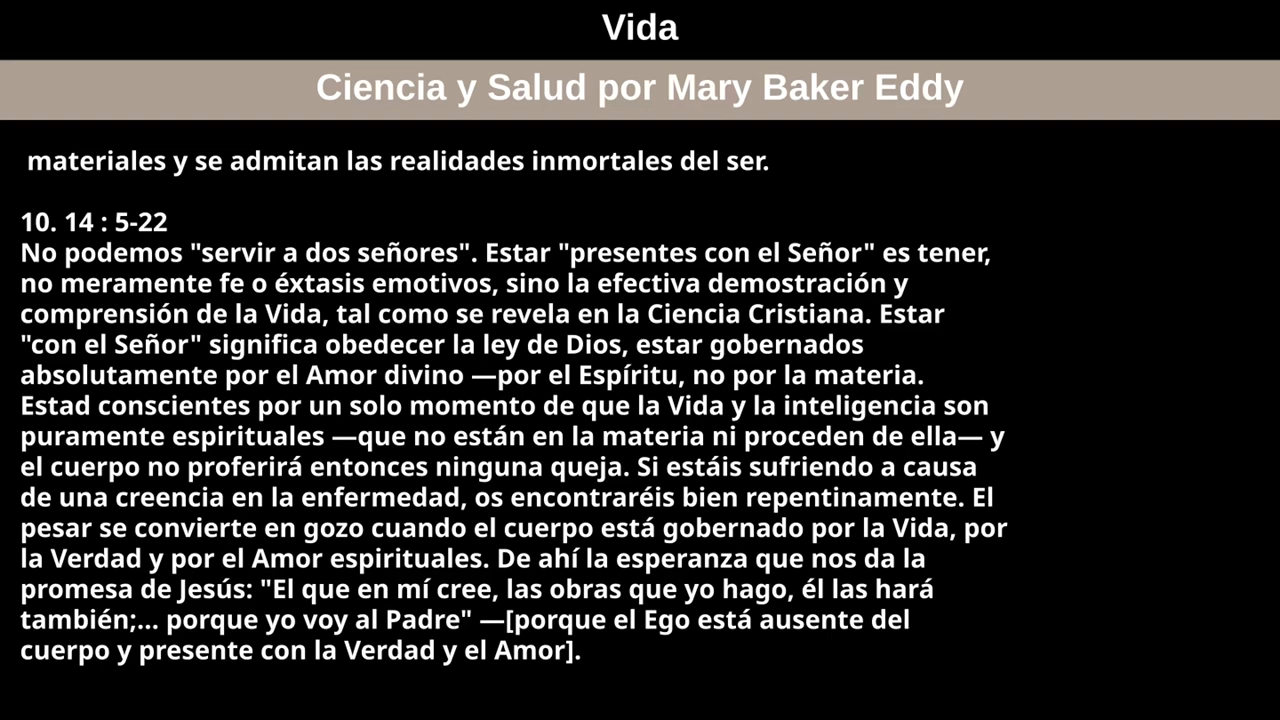 Vida
Ciencia y Salud por Mary Baker Eddy
materiales y se admitan las realidades inmortales del ser.
10. 14 : 5-22
No podemos "servir a dos señores". Estar "presentes con el Señor" es tener,
no meramente fe o éxtasis emotivos, sino la efectiva demostración y
comprensión de la Vida, tal como se revela en la Ciencia Cristiana. Estar
"con el Señor" significa obedecer la ley de Dios, estar gobernados
absolutamente por el Amor divino —por el Espíritu, no por la materia.
Estad conscientes por un solo momento de que la Vida y la inteligencia son
puramente espirituales —que no están en la materia ni proceden de ella— y
el cuerpo no proferirá entonces ninguna queja. Si estáis sufriendo a causa
de una creencia en la enfermedad, os encontraréis bien repentinamente. El
pesar se convierte en gozo cuando el cuerpo está gobernado por la Vida, por
la Verdad y por el Amor espirituales. De ahí la esperanza que nos da la
promesa de Jesús: "El que en mí cree, las obras que yo hago, él las hará
también;... porque yo voy al Padre" —[porque el Ego está ausente del
cuerpo y presente con la Verdad y el Amor].